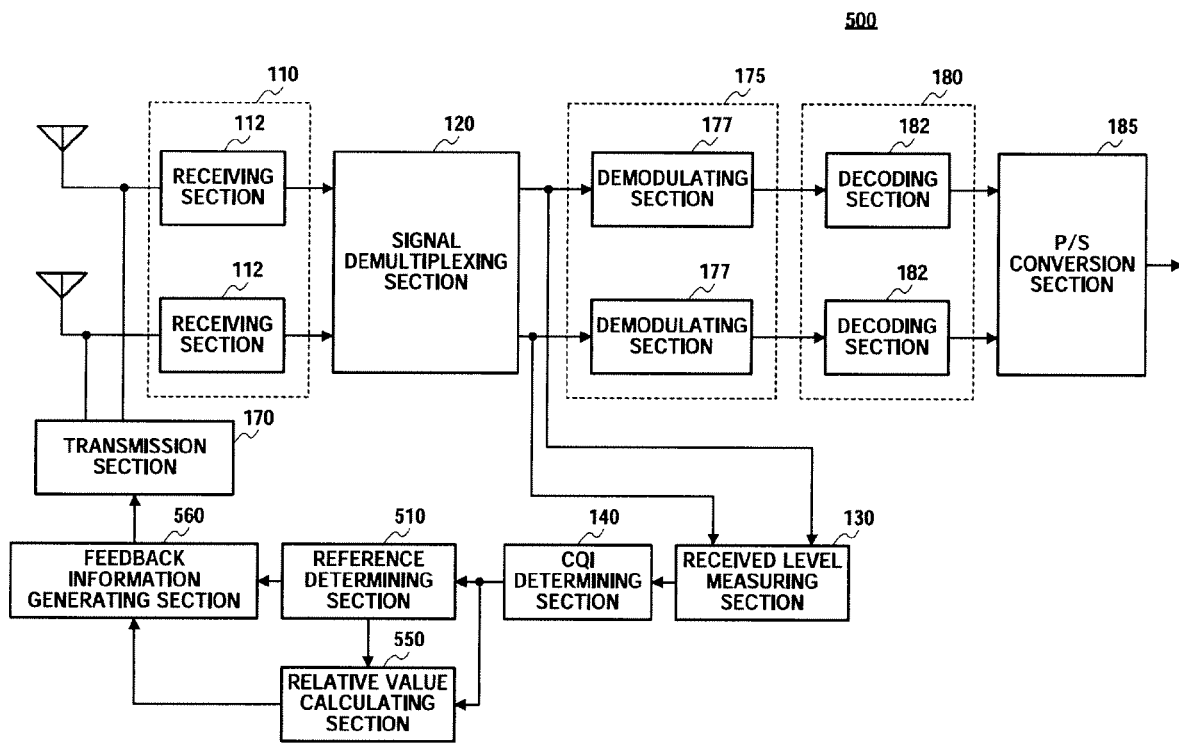 500
110
112
RECEIVING
SECTION
112
RECEIVING
SECTION
120
SIGNAL
DEMULTIPLEXING
SECTION
175
177
DEMODULATING
SECTION
177
DEMODULATING
SECTION
180
182
DECODING
SECTION
182
DECODING
SECTION
185
P/S
CONVERSION
SECTION
170
TRANSMISSION
SECTION
560
FEEDBACK
INFORMATION
GENERATING SECTION
510
REFERENCE
DETERMINING
SECTION
140
CQI
DETERMINING
SECTION
130
RECEIVED LEVEL
MEASURING
SECTION
550
RELATIVE VALUE
CALCULATING
SECTION